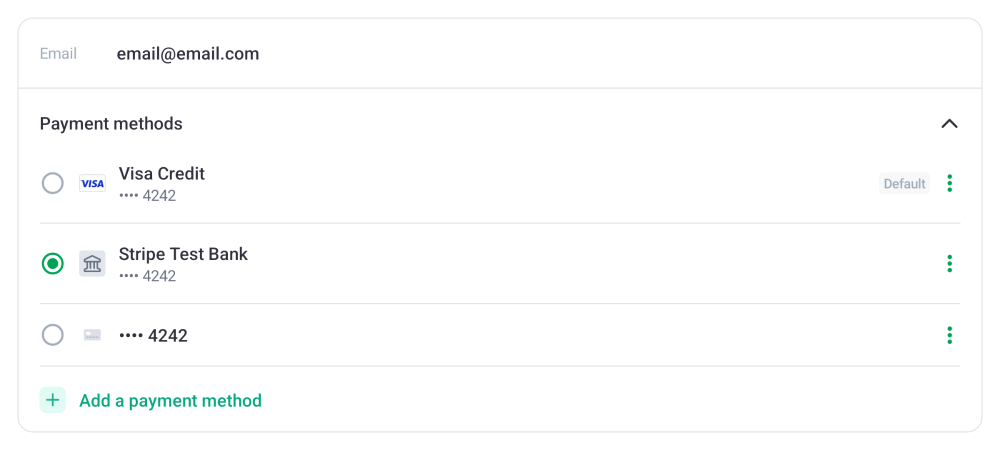 Email email@email.com
Payment methods
VISA Visa Credit
•••• 4242
Default
Stripe Test Bank
•••• 4242
•••• 4242
Add a payment method